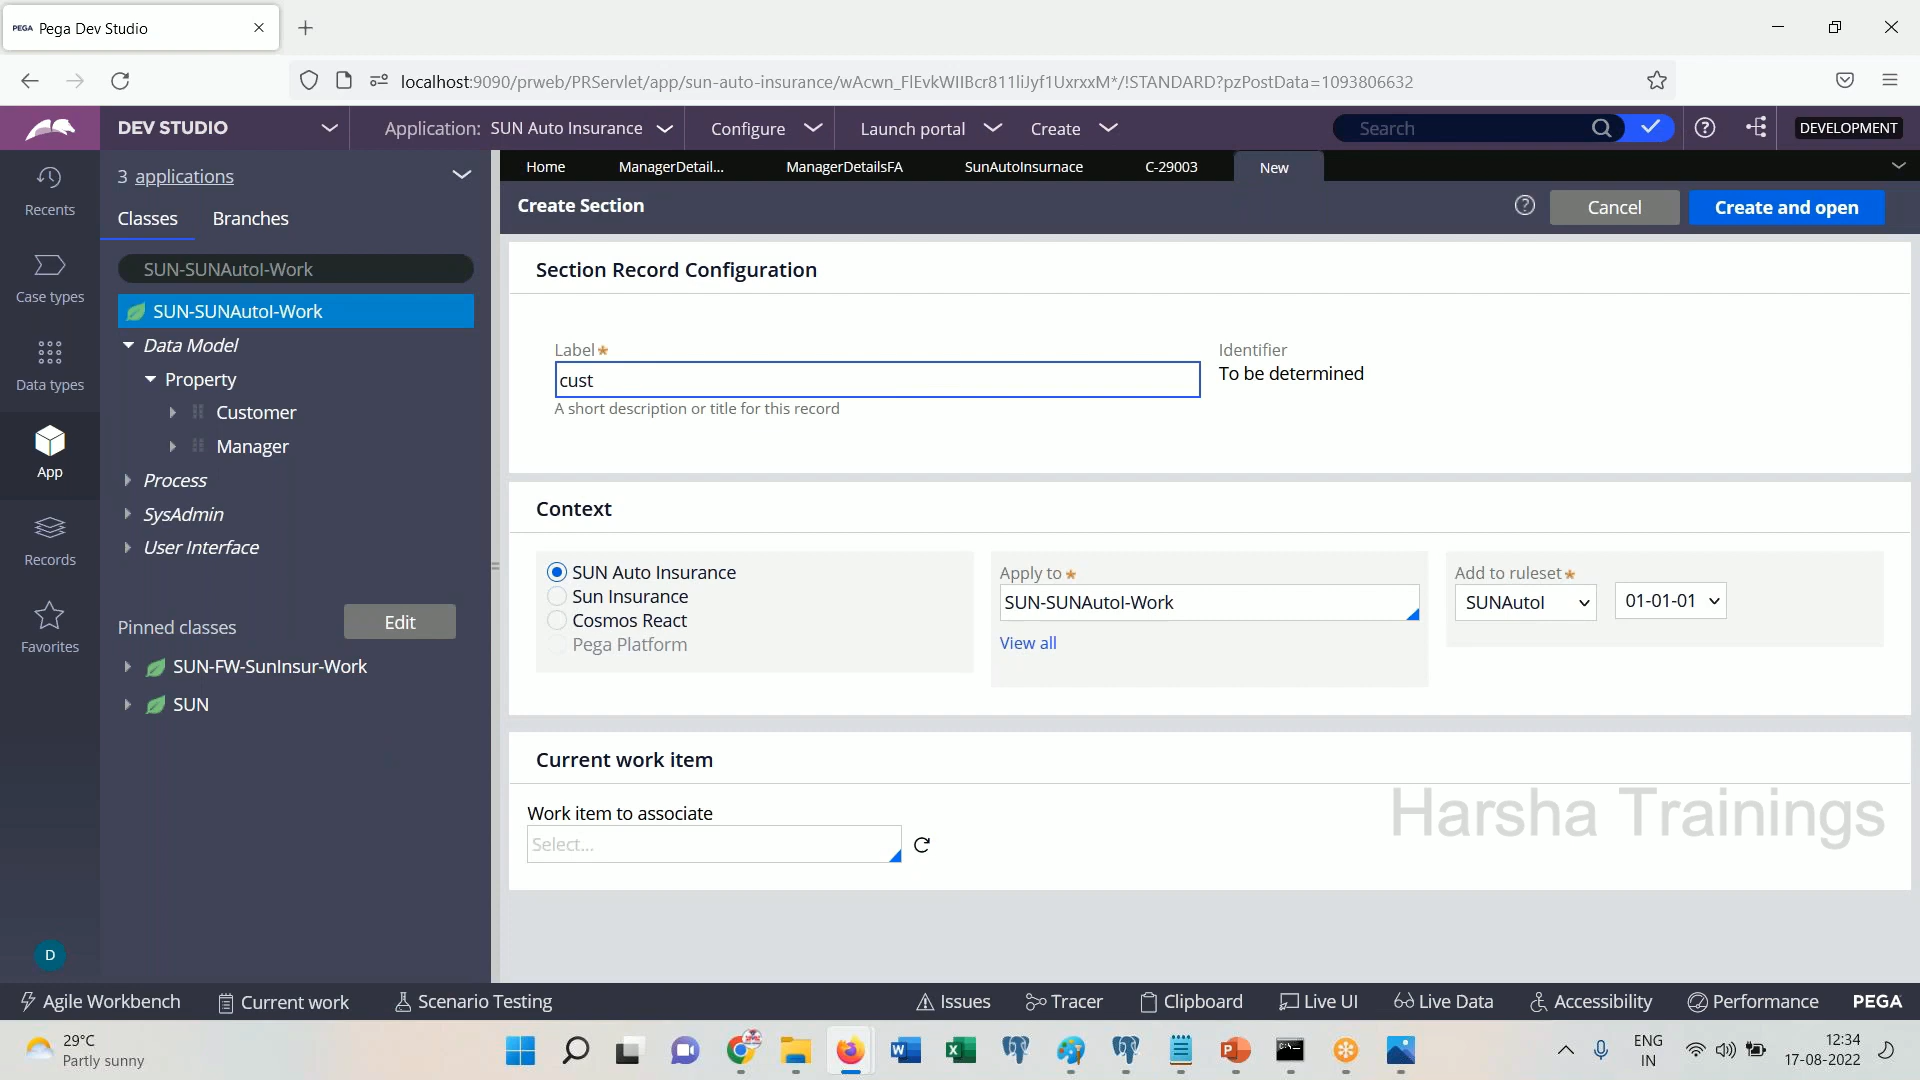 PEGA Pega Dev Studio
localhost:9090/prweb/PRServlet/app/sun-auto-insurance/wAcwn_FlEvkWIIBcr811liJyf1UxrxxM*/!STANDARD?pzPostData=1093806632
DEV STUDIO
Application: SUN Auto Insurance
Configure
Launch portal
Create
Search
DEVELOPMENT
Recents
Case types
Data types
App
Records
Favorites
D
3 applications
Classes Branches
SUN-SUNAutoI-Work
SUN-SUNAutoI-Work
Data Model
Property
Customer
Manager
Process
SysAdmin
User Interface
Pinned classes
Edit
SUN-FW-SunInsur-Work
SUN
Home ManagerDetail... ManagerDetailsFA SunAutoInsurnace C-29003 New
Create Section
Cancel
Create and open
Section Record Configuration
Label*
cust
A short description or title for this record
Identifier
To be determined
Context
SUN Auto Insurance
Sun Insurance
Cosmos React
Pega Platform
Apply to*
SUN-SUNAutoI-Work
View all
Add to ruleset*
SUNAutoI 01-01-01
Current work item
Work item to associate
Select...
Harsha Trainings
Agile Workbench Current work Scenario Testing Issues Tracer Clipboard Live UI Live Data Accessibility Performance PEGA
29°C
Partly sunny
ENG
IN
12:34
17-08-2022